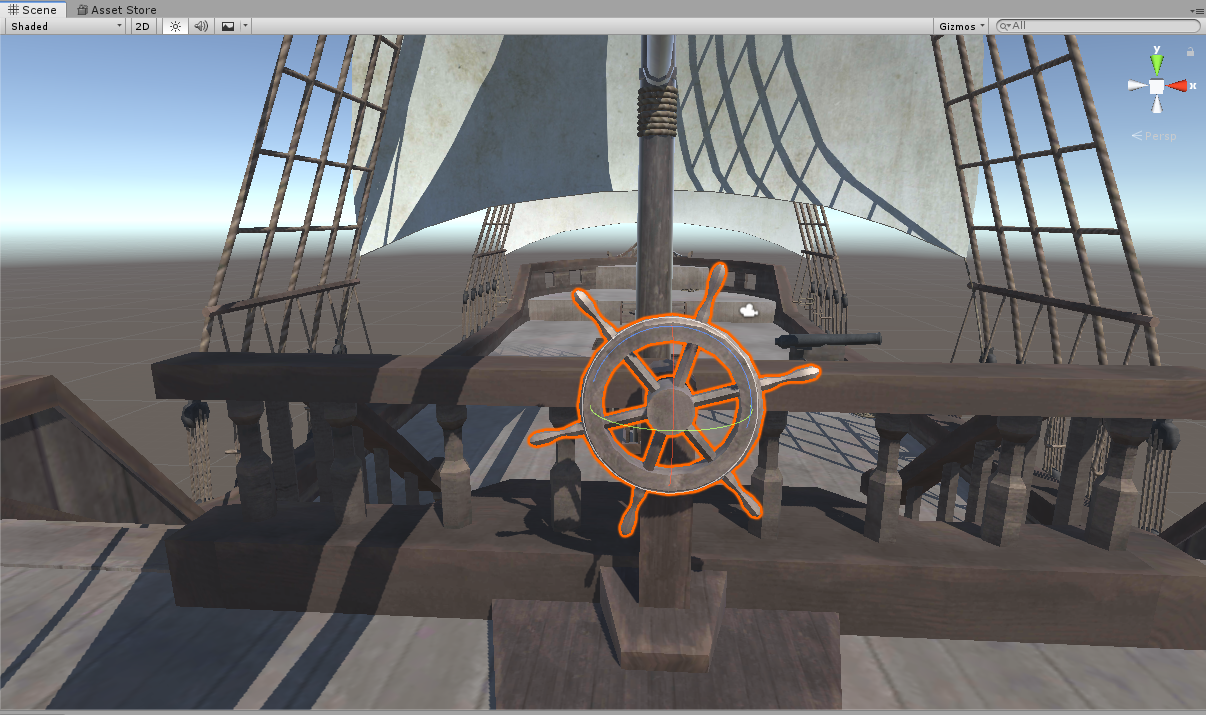 Scene
Asset Store
Shaded
2D
Gizmos
All
y
x
Persp